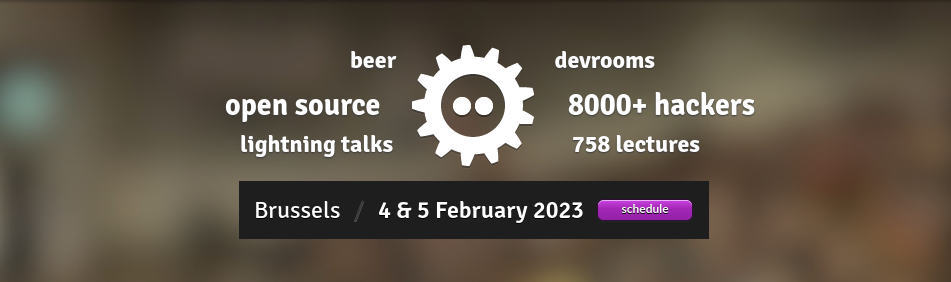 beer
devrooms
open source
8000+ hackers
lightning talks
758 lectures
Brussels / 4 & 5 February 2023 schedule